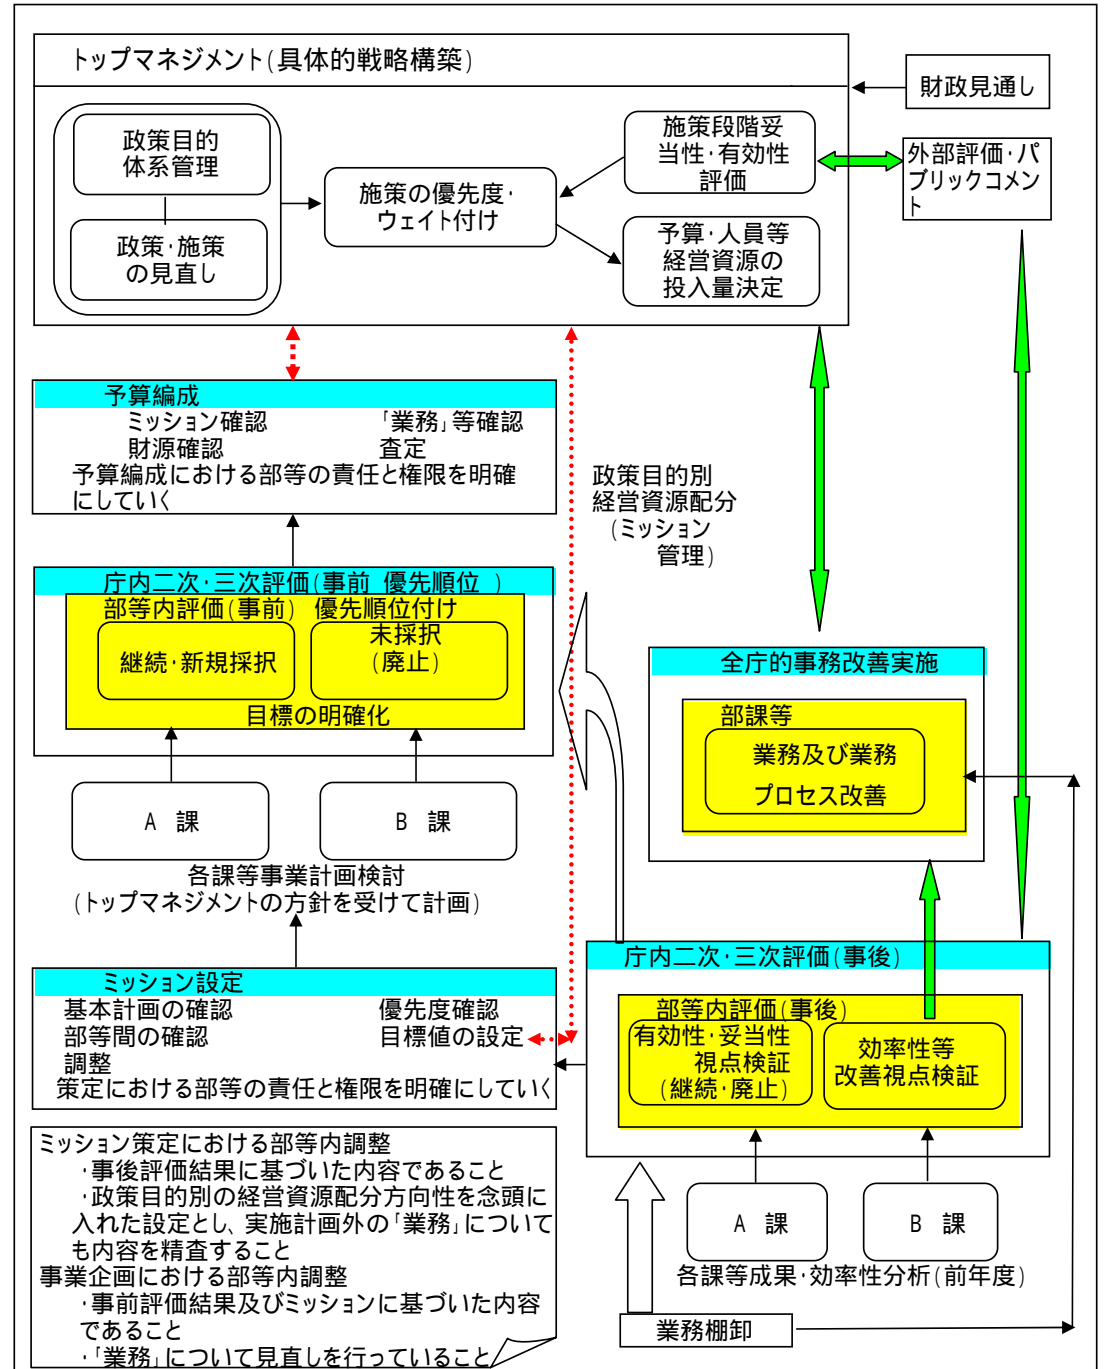 トップマネジメント(具体的戦略構築)
財政見通し
政策目的
体系管理
政策・施策
の見直し
施策の優先度・
ウェイト付け
施策段階妥
当性・有効性
評価
予算・人員等
経営資源の
投入量決定
外部評価・パ
ブリックコメン
ト
予算編成
ミッション確認 「業務」等確認
財源確認 査定
予算編成における部等の責任と権限を明確
にしていく
政策目的別
経営資源配分
(ミッション
管理)
庁内二次・三次評価(事前 優先順位 )
部等内評価(事前) 優先順位付け
継続・新規採択
未採択
(廃止)
目標の明確化
A 課
B 課
各課等事業計画検討
(トップマネジメントの方針を受けて計画)
全庁的事務改善実施
部課等
業務及び業務
プロセス改善
ミッション設定
基本計画の確認 優先度確認
部等間の確認 目標値の設定
調整
策定における部等の責任と権限を明確にしていく
庁内二次・三次評価(事後)
部等内評価(事後)
有効性・妥当性
視点検証
(継続・廃止)
効率性等
改善視点検証
A 課
B 課
各課等成果・効率性分析(前年度)
業務棚卸
ミッション策定における部等内調整
・事後評価結果に基づいた内容であること
・政策目的別の経営資源配分方向性を念頭に
入れた設定とし、実施計画外の「業務」について
も内容を精査すること
事業企画における部等内調整
・事前評価結果及びミッションに基づいた内容
であること
・「業務」について見直しを行っていること